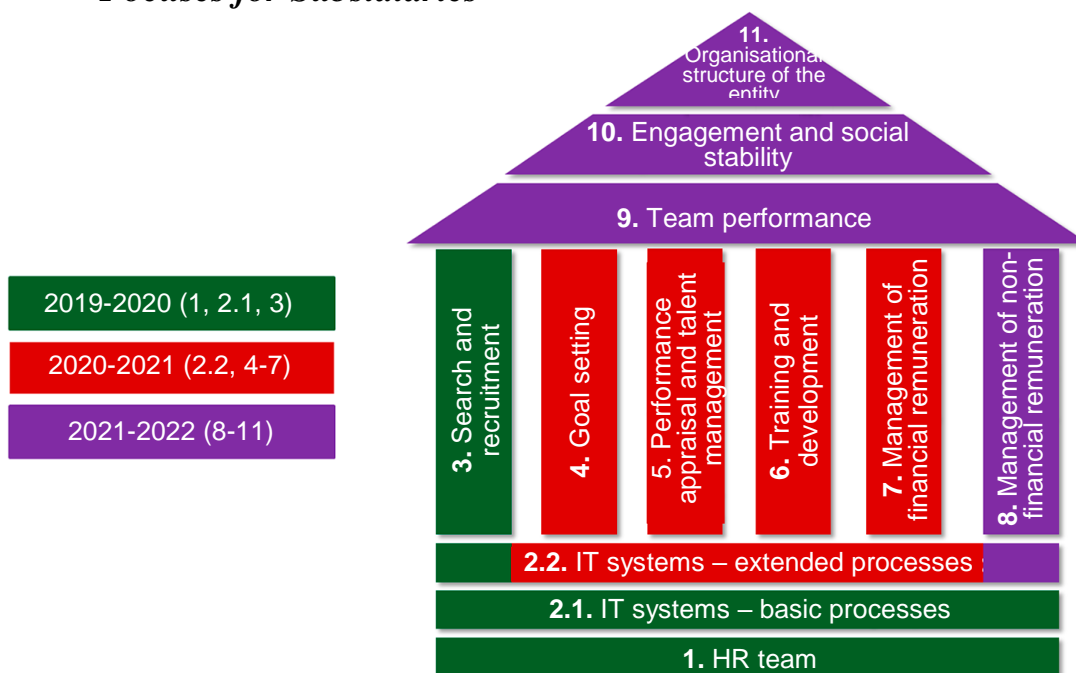 11.
Organisational
structure of the
entity
10. Engagement and social
stability
9. Team performance
2019-2020 (1, 2.1, 3)
2020-2021 (2.2, 4-7)
2021-2022 (8-11)
3. Search and
recruitment
4. Goal setting
5. Performance
appraisal and talent
management
6. Training and
development
7. Management of
financial remuneration
8. Management of non-
financial remuneration
2.2. IT systems – extended processes
2.1. IT systems – basic processes
1. HR team